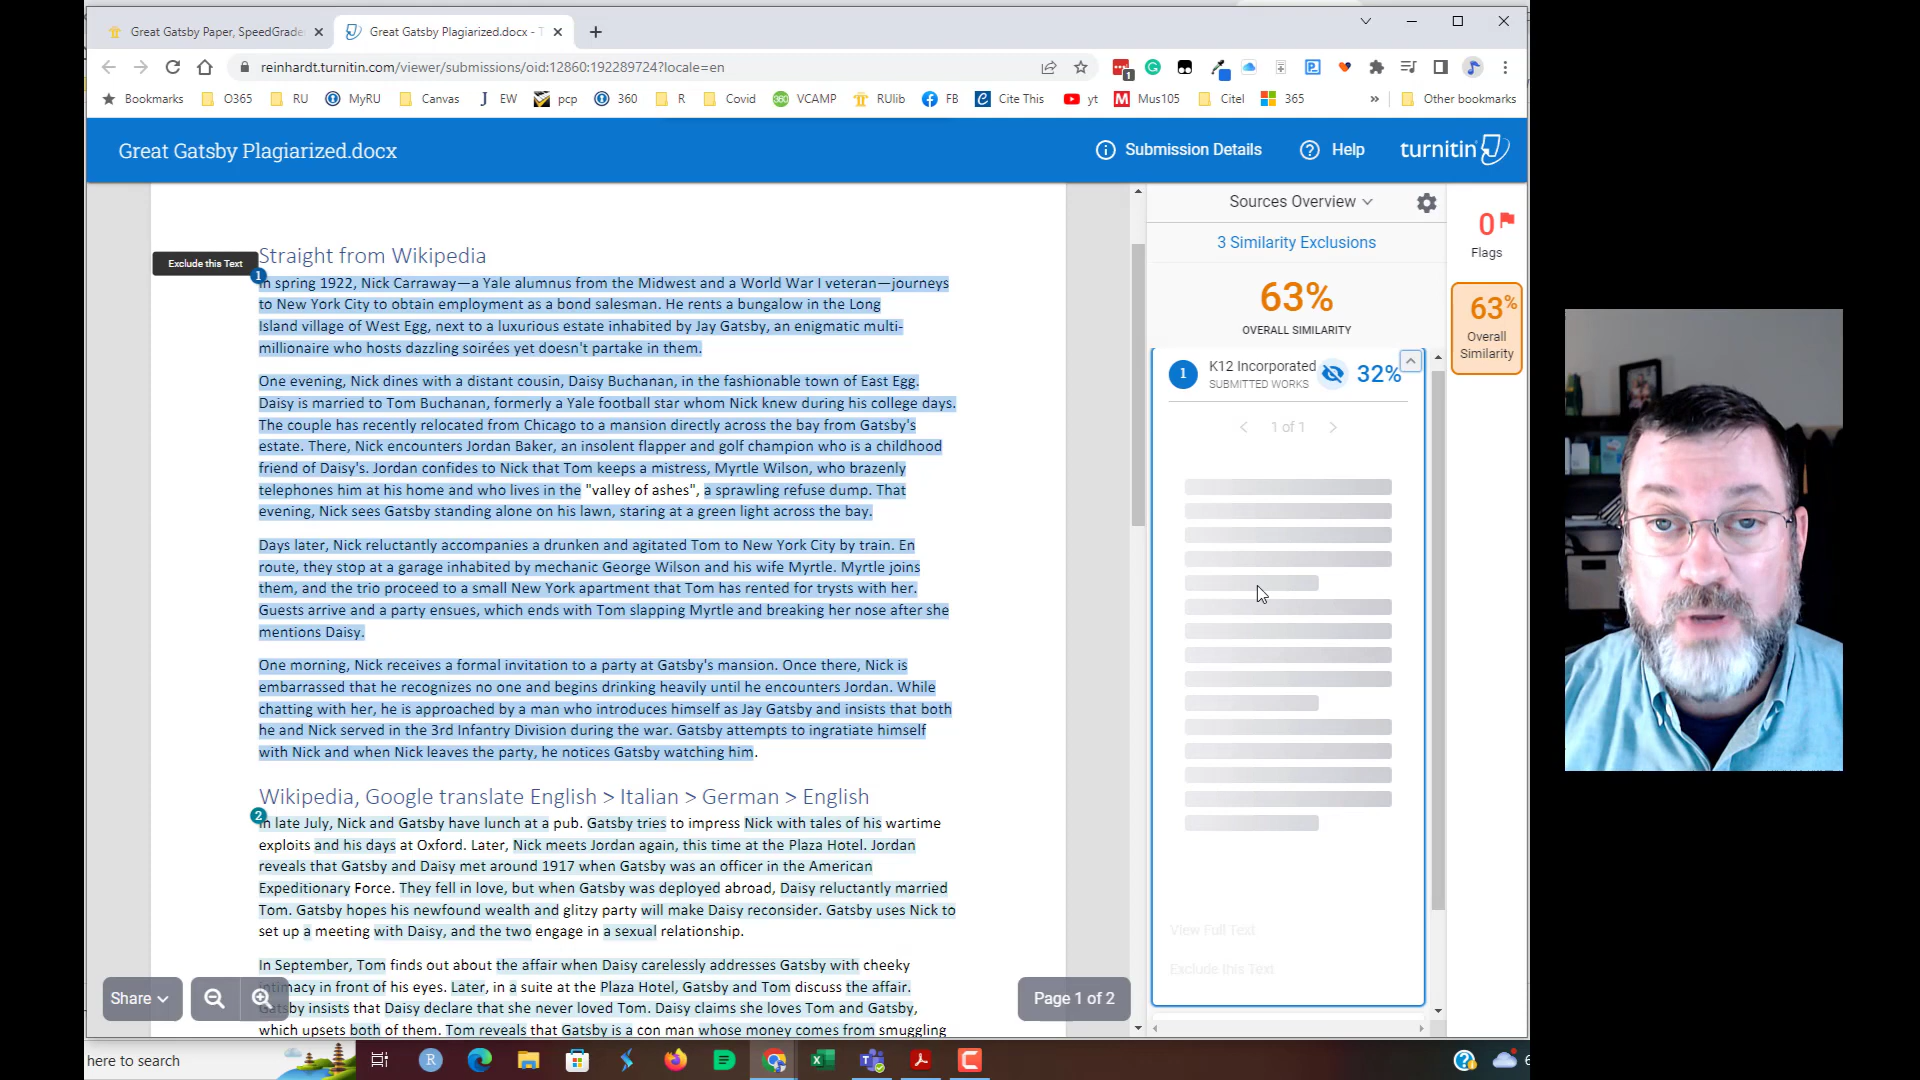 Great Gatsby Paper, SpeedGrade
Great Gatsby Plagiarized.docx - T
reinhardt.turnitin.com/viewer/submissions/oid:12860:192289724?locale=en
Bookmarks O365 RU MyRU Canvas EW pcp 360 R Covid VCAMP RUlib FB Cite This yt Mus105 Citel 365 » Other bookmarks
Great Gatsby Plagiarized.docx
Submission Details Help turnitin
Straight from Wikipedia
Exclude this Text
1
In spring 1922, Nick Carraway—a Yale alumnus from the Midwest and a World War I veteran—journeys
to New York City to obtain employment as a bond salesman. He rents a bungalow in the Long
Island village of West Egg, next to a luxurious estate inhabited by Jay Gatsby, an enigmatic multi-
millionaire who hosts dazzling soirées yet doesn't partake in them.
One evening, Nick dines with a distant cousin, Daisy Buchanan, in the fashionable town of East Egg.
Daisy is married to Tom Buchanan, formerly a Yale football star whom Nick knew during his college days.
The couple has recently relocated from Chicago to a mansion directly across the bay from Gatsby's
estate. There, Nick encounters Jordan Baker, an insolent flapper and golf champion who is a childhood
friend of Daisy's. Jordan confides to Nick that Tom keeps a mistress, Myrtle Wilson, who brazenly
telephones him at his home and who lives in the "valley of ashes", a sprawling refuse dump. That
evening, Nick sees Gatsby standing alone on his lawn, staring at a green light across the bay.
Days later, Nick reluctantly accompanies a drunken and agitated Tom to New York City by train. En
route, they stop at a garage inhabited by mechanic George Wilson and his wife Myrtle. Myrtle joins
them, and the trio proceed to a small New York apartment that Tom has rented for trysts with her.
Guests arrive and a party ensues, which ends with Tom slapping Myrtle and breaking her nose after she
mentions Daisy.
One morning, Nick receives a formal invitation to a party at Gatsby's mansion. Once there, Nick is
embarrassed that he recognizes no one and begins drinking heavily until he encounters Jordan. While
chatting with her, he is approached by a man who introduces himself as Jay Gatsby and insists that both
he and Nick served in the 3rd Infantry Division during the war. Gatsby attempts to ingratiate himself
with Nick and when Nick leaves the party, he notices Gatsby watching him.
Wikipedia, Google translate English > Italian > German > English
2
In late July, Nick and Gatsby have lunch at a pub. Gatsby tries to impress Nick with tales of his wartime
exploits and his days at Oxford. Later, Nick meets Jordan again, this time at the Plaza Hotel. Jordan
reveals that Gatsby and Daisy met around 1917 when Gatsby was an officer in the American
Expeditionary Force. They fell in love, but when Gatsby was deployed abroad, Daisy reluctantly married
Tom. Gatsby hopes his newfound wealth and glitzy party will make Daisy reconsider. Gatsby uses Nick to
set up a meeting with Daisy, and the two engage in a sexual relationship.
In September, Tom finds out about the affair when Daisy carelessly addresses Gatsby with cheeky
intimacy in front of his eyes. Later, in a suite at the Plaza Hotel, Gatsby and Tom discuss the affair.
Gatsby insists that Daisy declare that she never loved Tom. Daisy claims she loves Tom and Gatsby,
which upsets both of them. Tom reveals that Gatsby is a con man whose money comes from smuggling
Share
Page 1 of 2
Sources Overview
3 Similarity Exclusions
63%
OVERALL SIMILARITY
1 K12 Incorporated 32%
SUBMITTED WORKS
1 of 1
View Full Text
Exclude this Text
0
Flags
63%
Overall
Similarity
here to search